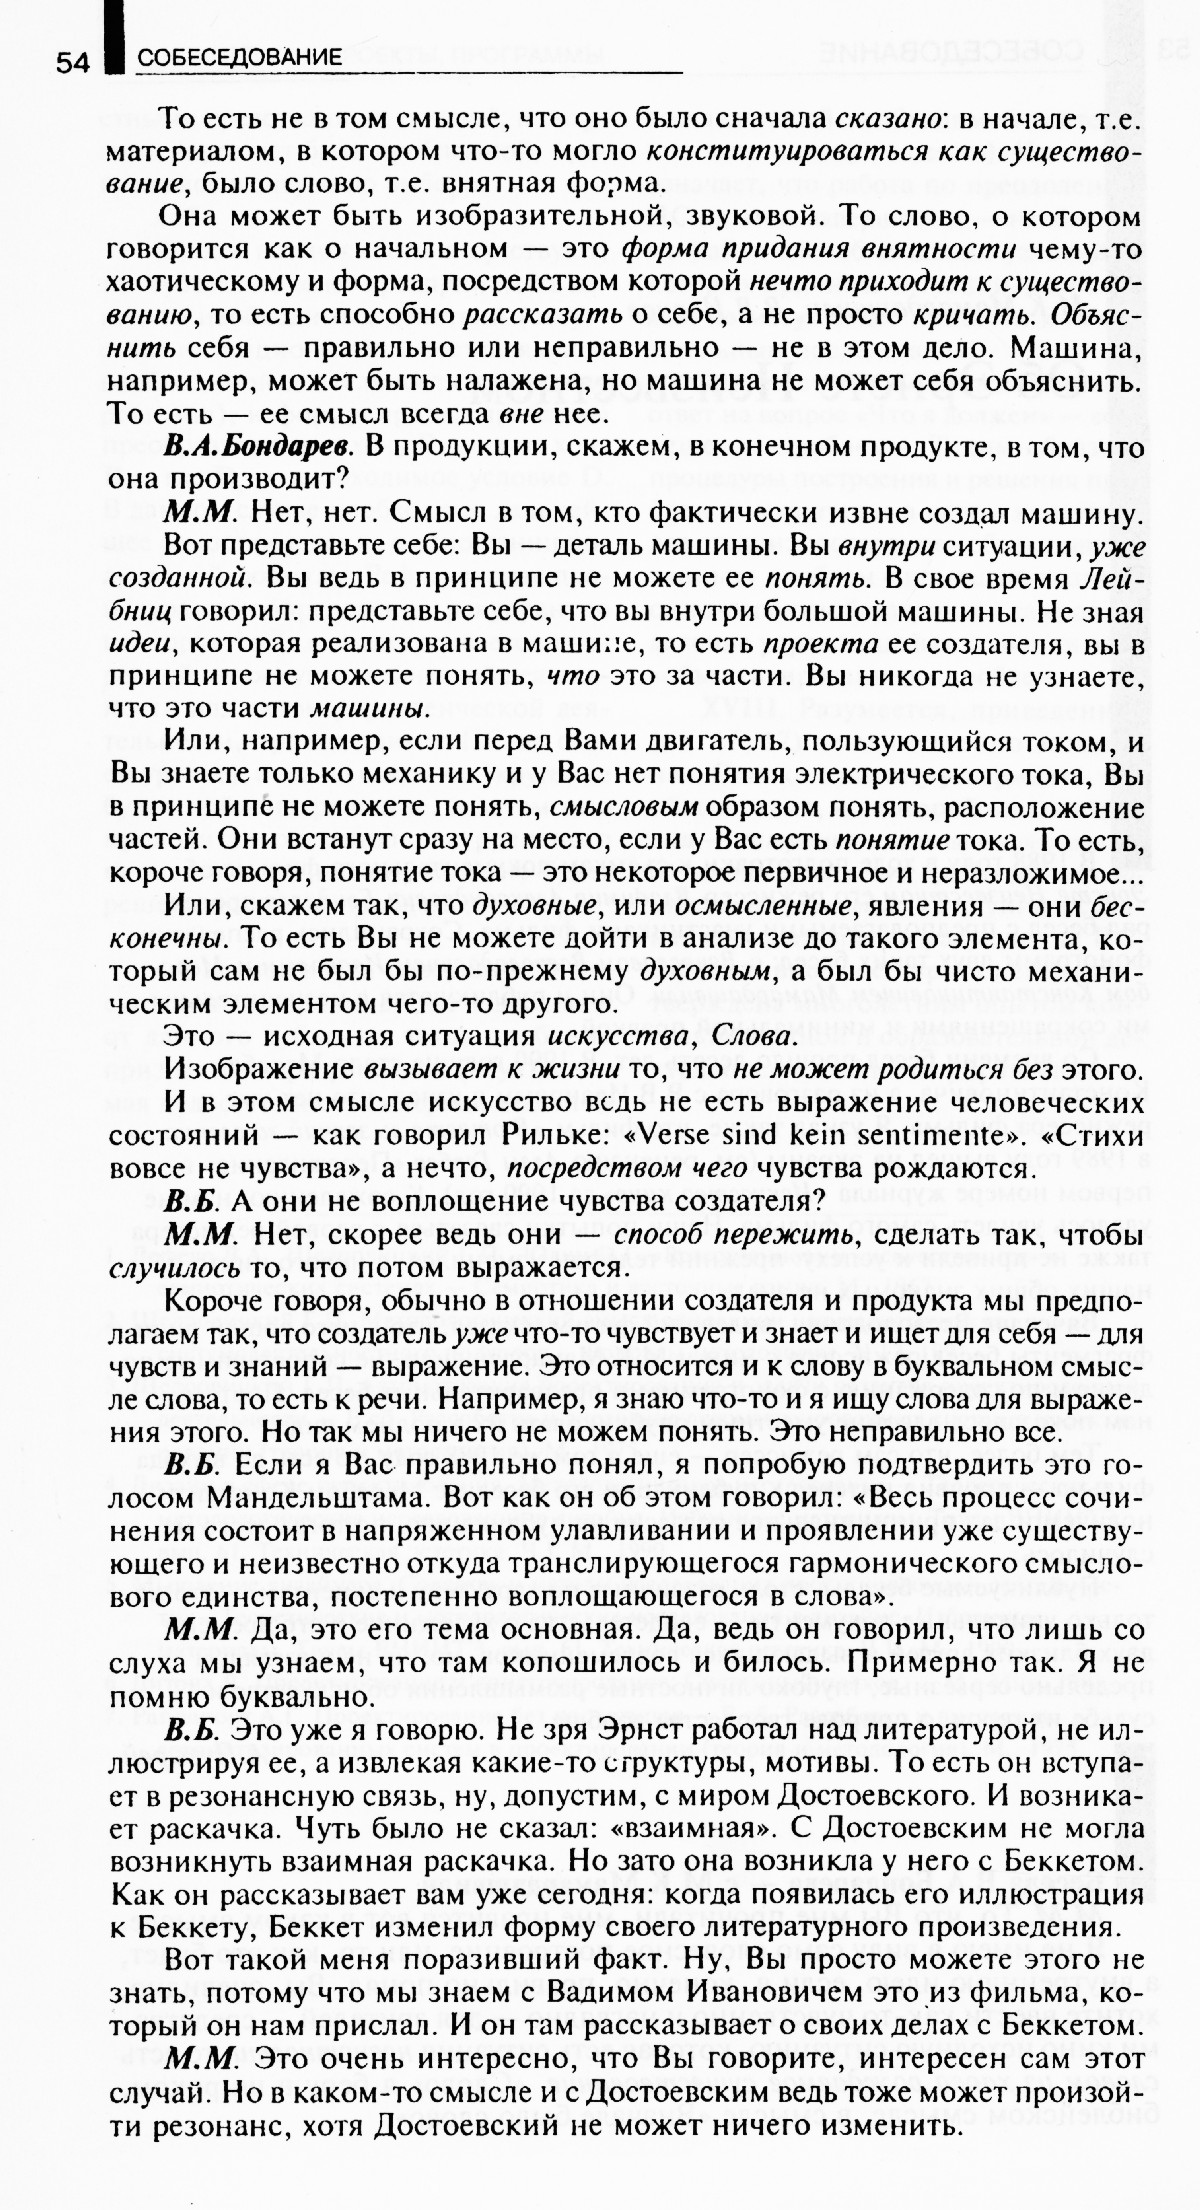 54 СОБЕСЕДОВАНИЕ
То есть не в том смысле, что оно было сначала сказано: в начале, т.е.
материалом, в котором что-то могло конституироваться как существо-
вание, было слово, т.е. внятная форма.
Она может быть изобразительной, звуковой. То слово, о котором
говорится как о начальном — это форма придания внятности чему-то
хаотическому и форма, посредством которой нечто приходит к существо-
ванию, то есть способно рассказать о себе, а не просто кричать. Объяс-
нить себя — правильно или неправильно — не в этом дело. Машина,
например, может быть налажена, но машина не может себя объяснить.
То есть — ее смысл всегда вне нее.
В.А.Бондарев. В продукции, скажем, в конечном продукте, в том, что
она производит?
М.М. Нет, нет. Смысл в том, кто фактически извне создал машину.
Вот представьте себе: Вы — деталь машины. Вы внутри ситуации, уже
созданной. Вы ведь в принципе не можете ее понять. В свое время Лей-
бниц говорил: представьте себе, что вы внутри большой машины. Не зная
идеи, которая реализована в машине, то есть проекта ее создателя, вы в
принципе не можете понять, что это за части. Вы никогда не узнаете,
что это части машины.
Или, например, если перед Вами двигатель, пользующийся током, и
Вы знаете только механику и у Вас нет понятия электрического тока, Вы
в принципе не можете понять, смысловым образом понять, расположение
частей. Они встанут сразу на место, если у Вас есть понятие тока. То есть,
короче говоря, понятие тока — это некоторое первичное и неразложимое...
Или, скажем так, что духовные, или осмысленные, явления — они бес-
конечны. То есть Вы не можете дойти в анализе до такого элемента, ко-
торый сам не был бы по-прежнему духовным, а был бы чисто механи-
ческим элементом чего-то другого.
Это — исходная ситуация искусства, Слова.
Изображение вызывает к жизни то, что не может родиться без этого.
И в этом смысле искусство ведь не есть выражение человеческих
состояний — как говорил Рильке: «Verse sind kein sentimente». «Стихи
вовсе не чувства», а нечто, посредством чего чувства рождаются.
В.Б. А они не воплощение чувства создателя?
М.М. Нет, скорее ведь они — способ пережить, сделать так, чтобы
случилось то, что потом выражается.
Короче говоря, обычно в отношении создателя и продукта мы предпо-
лагаем так, что создатель уже что-то чувствует и знает и ищет для себя — для
чувств и знаний — выражение. Это относится и к слову в буквальном смыс-
ле слова, то есть к речи. Например, я знаю что-то и я ищу слова для выраже-
ния этого. Но так мы ничего не можем понять. Это неправильно все.
В.Б. Если я Вас правильно понял, я попробую подтвердить это го-
лосом Мандельштама. Вот как он об этом говорил: «Весь процесс сочи-
нения состоит в напряженном улавливании и проявлении уже существу-
ющего и неизвестно откуда транслирующегося гармонического смысло-
вого единства, постепенно воплощающегося в слова».
М.М. Да, это его тема основная. Да, ведь он говорил, что лишь со
слуха мы узнаем, что там копошилось и билось. Примерно так. Я не
помню буквально.
В.Б. Это уже я говорю. Не зря Эрнст работал над литературой, не ил-
люстрируя ее, а извлекая какие-то структуры, мотивы. То есть он вступа-
ет в резонансную связь, ну, допустим, с миром Достоевского. И возника-
ет раскачка. Чуть было не сказал: «взаимная». С Достоевским не могла
возникнуть взаимная раскачка. Но зато она возникла у него с Беккетом.
Как он рассказывает вам уже сегодня: когда появилась его иллюстрация
к Беккету, Беккет изменил форму своего литературного произведения.
Вот такой меня поразивший факт. Ну, Вы просто можете этого не
знать, потому что мы знаем с Вадимом Ивановичем это из фильма, ко-
торый он нам прислал. И он там рассказывает о своих делах с Беккетом.
М.М. Это очень интересно, что Вы говорите, интересен сам этот
случай. Но в каком-то смысле и с Достоевским ведь тоже может произой-
ти резонанс, хотя Достоевский не может ничего изменить.